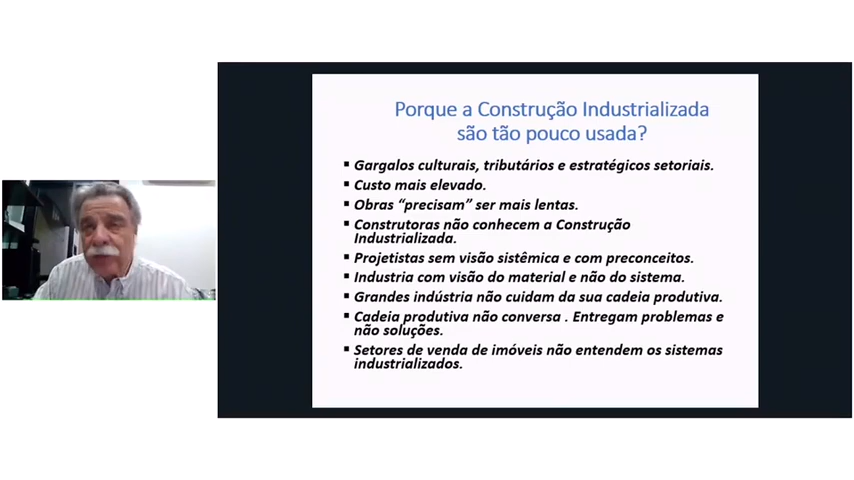 Porque a Construção Industrializada
são tão pouco usada?
▪ Gargalos culturais, tributários e estratégicos setoriais.
▪ Custo mais elevado.
▪ Obras “precisam” ser mais lentas.
▪ Construtoras não conhecem a Construção
Industrializada.
▪ Projetistas sem visão sistêmica e com preconceitos.
▪ Industria com visão do material e não do sistema.
▪ Grandes indústria não cuidam da sua cadeia produtiva.
▪ Cadeia produtiva não conversa . Entregam problemas e
não soluções.
▪ Setores de venda de imóveis não entendem os sistemas
industrializados.